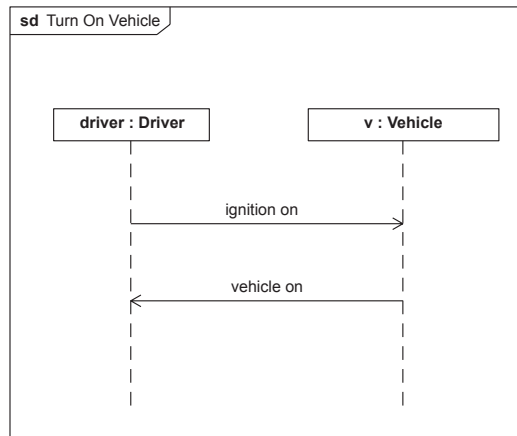 sd Turn On Vehicle
driver : Driver
v : Vehicle
ignition on
vehicle on